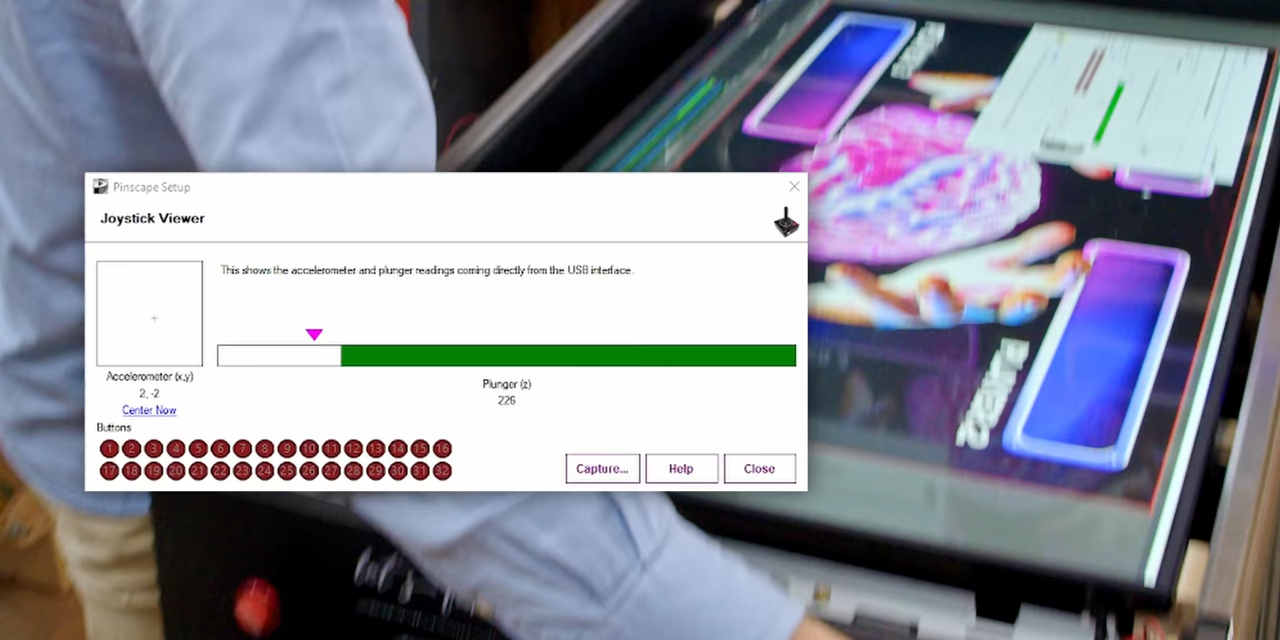 Pinscape Setup
Joystick Viewer
This shows the accelerometer and plunger readings coming directly from the USB interface.
Accelerometer (x,y)
2, -2
Center Now
Plunger (z)
226
Buttons
1 2 3 4 5 6 7 8 9 10 11 12 13 14 15 16
17 18 19 20 21 22 23 24 25 26 27 28 29 30 31 32
Capture...
Help
Close